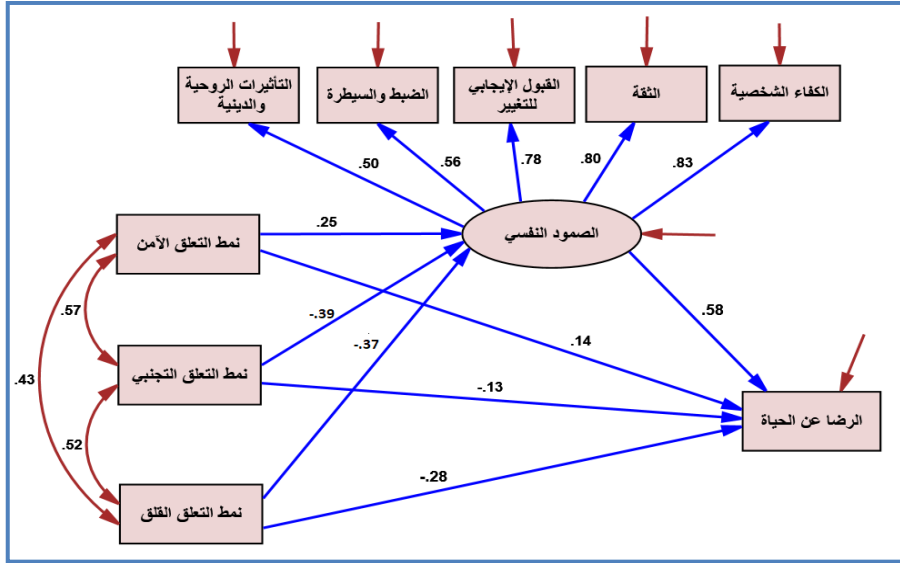 الكفاء الشخصية
الثقة
القبول الإيجابي
للتغيير
الضبط والسيطرة
التأثيرات الروحية
والدينية
.50
.56
.78
.80
.83
الصمود النفسي
نمط التعلق الآمن
.25
.57
-.39
-.37
.14
.58
.43
نمط التعلق التجنبي
-.13
الرضا عن الحياة
.52
-.28
نمط التعلق القلق